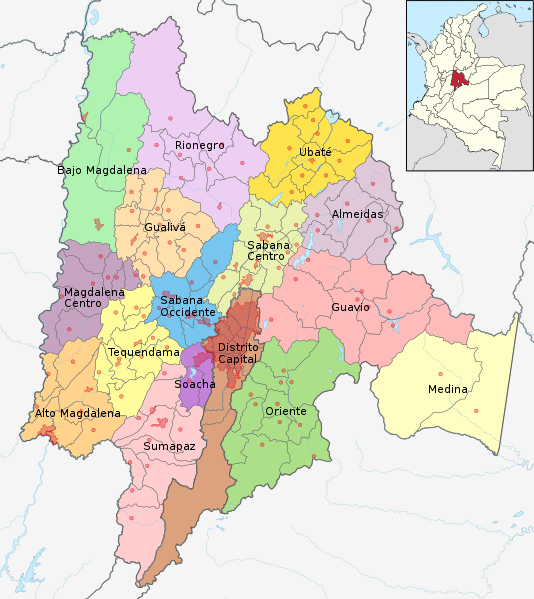 Rionegro
Ubaté
Bajo Magdalena
Almeidas
Gualivá
Sabana
Centro
Magdalena
Centro
Sabana
Occidente
Guavio
Tequendama
Distrito
Capital
Soacha
Medina
Alto Magdalena
Oriente
Sumapaz